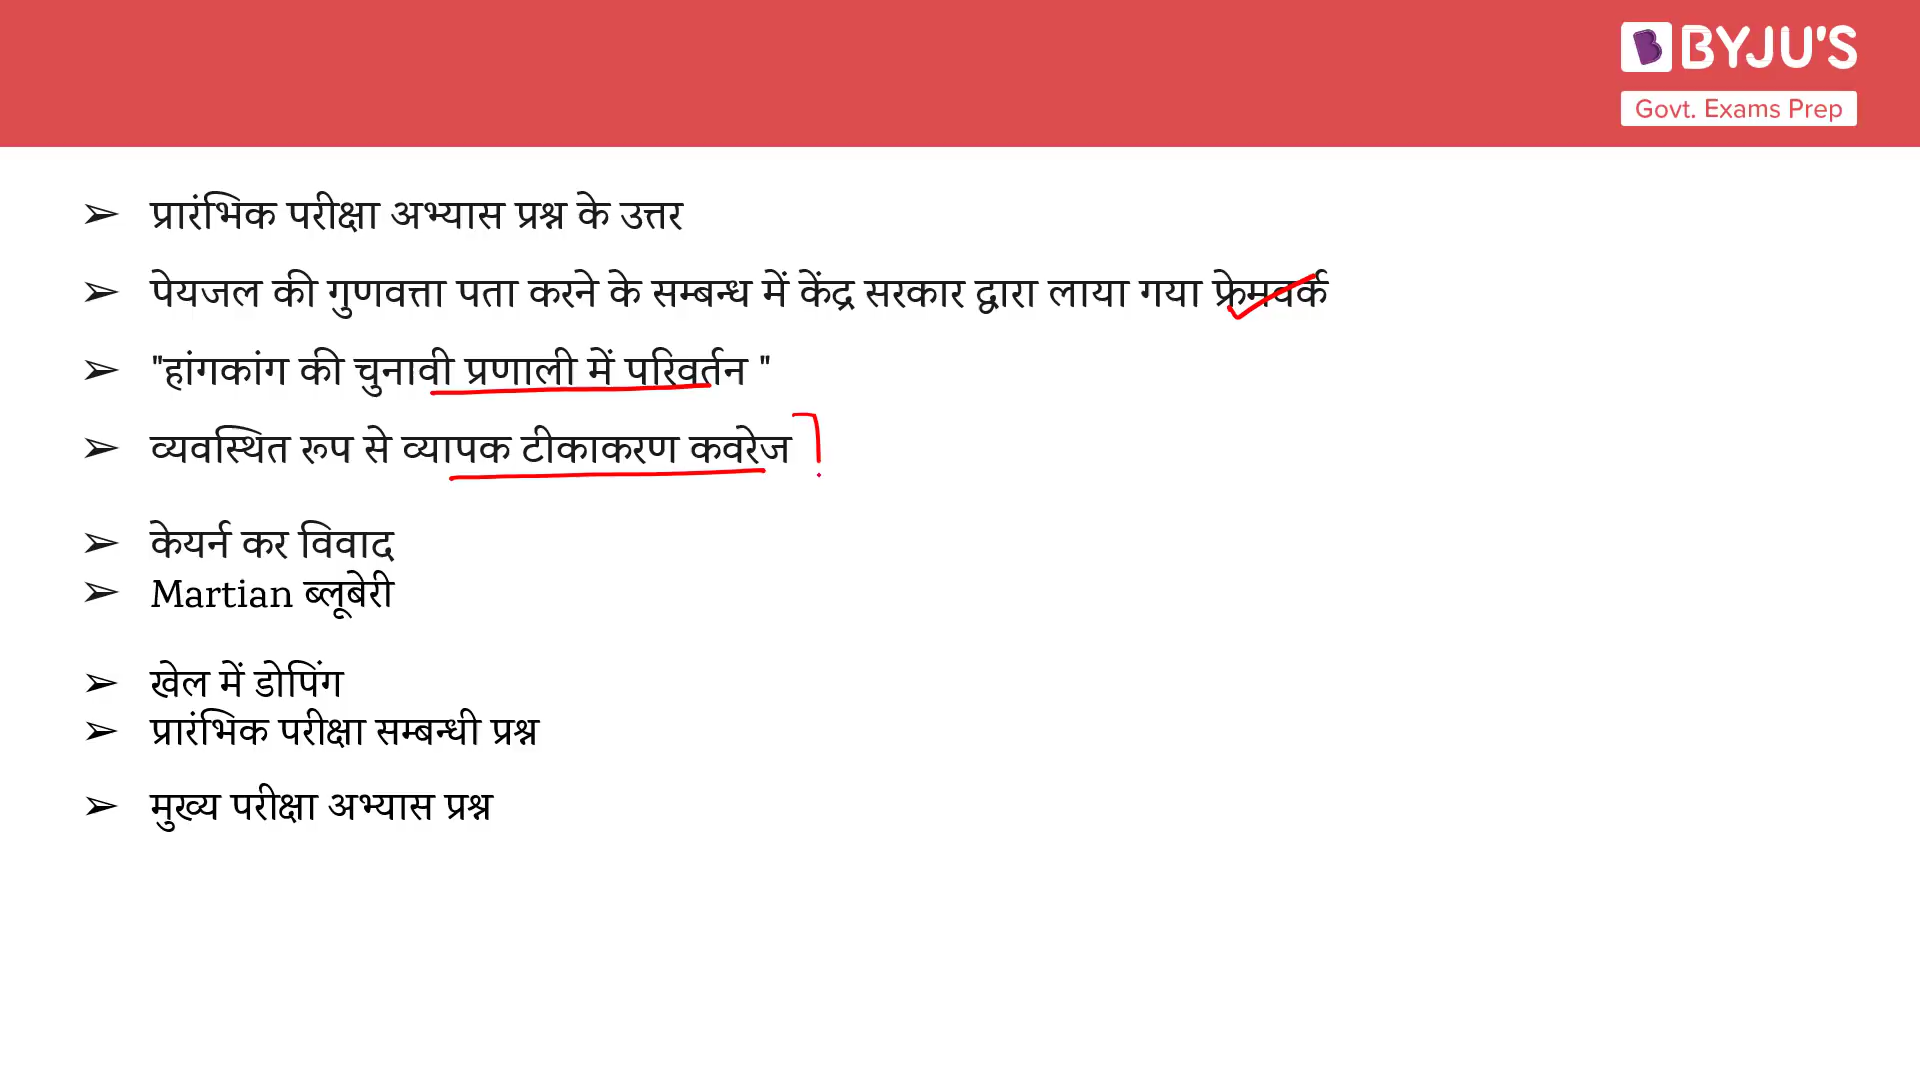 BYJU'S
Govt. Exams Prep
➢ प्रारंभिक परीक्षा अभ्यास प्रश्न के उत्तर
➢ पेयजल की गुणवत्ता पता करने के सम्बन्ध में केंद्र सरकार द्वारा लाया गया फ्रेमवर्क
➢ "हांगकांग की चुनावी प्रणाली में परिवर्तन "
➢ व्यवस्थित रूप से व्यापक टीकाकरण कवरेज
➢ केयर्न कर विवाद
➢ Martian ब्लूबेरी
➢ खेल में डोपिंग
➢ प्रारंभिक परीक्षा सम्बन्धी प्रश्न
➢ मुख्य परीक्षा अभ्यास प्रश्न